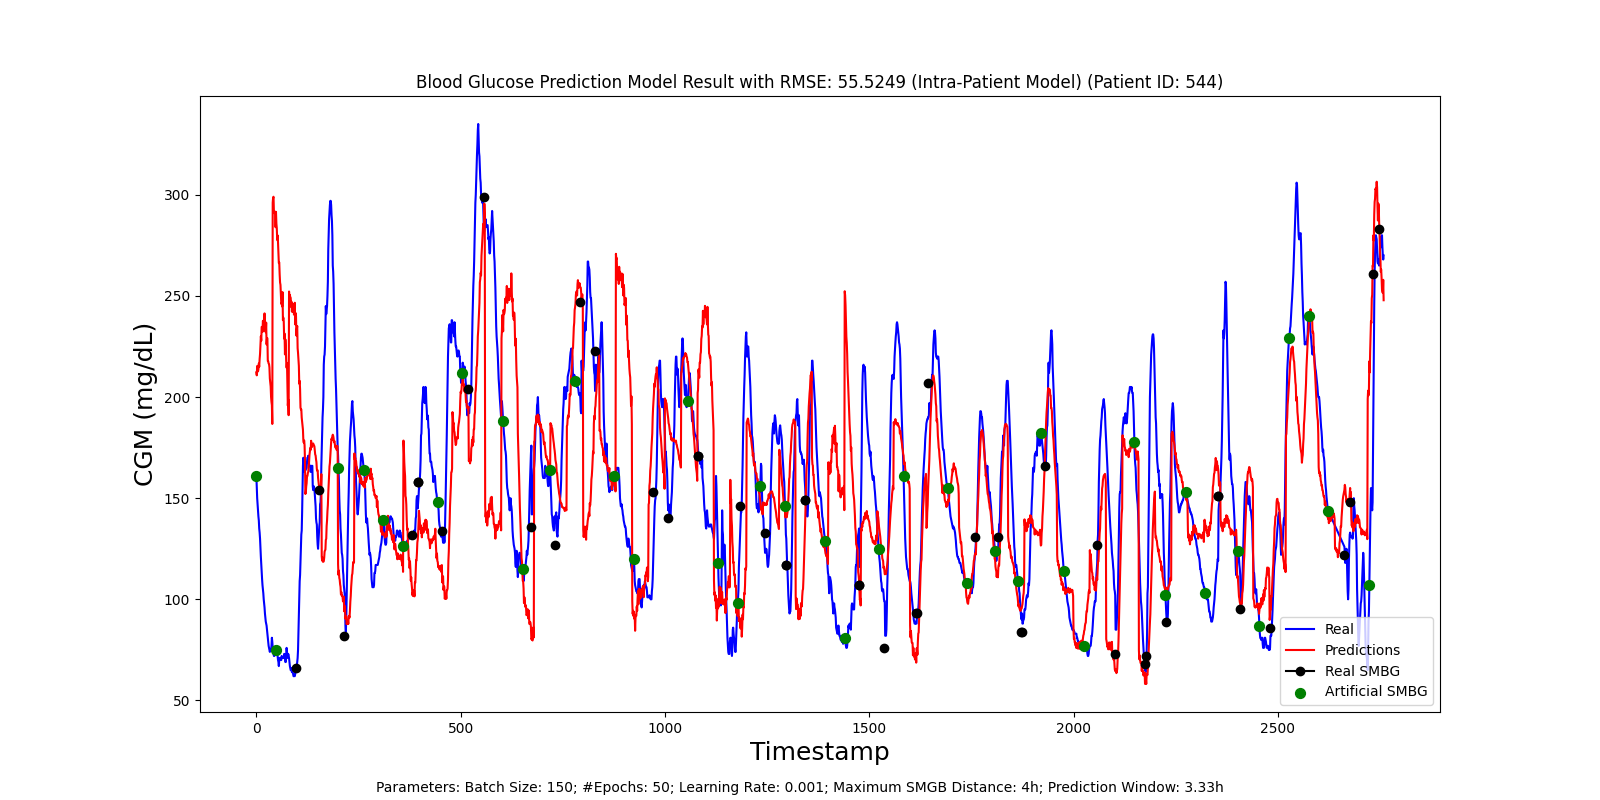 Blood Glucose Prediction Model Result with RMSE: 55.5249 (Intra-Patient Model) (Patient ID: 544)
CGM (mg/dL)
300
250
200
150
100
50
0 500 1000 1500 2000 2500
Timestamp
Real
Predictions
Real SMBG
Artificial SMBG
Parameters: Batch Size: 150; #Epochs: 50; Learning Rate: 0.001; Maximum SMGB Distance: 4h; Prediction Window: 3.33h